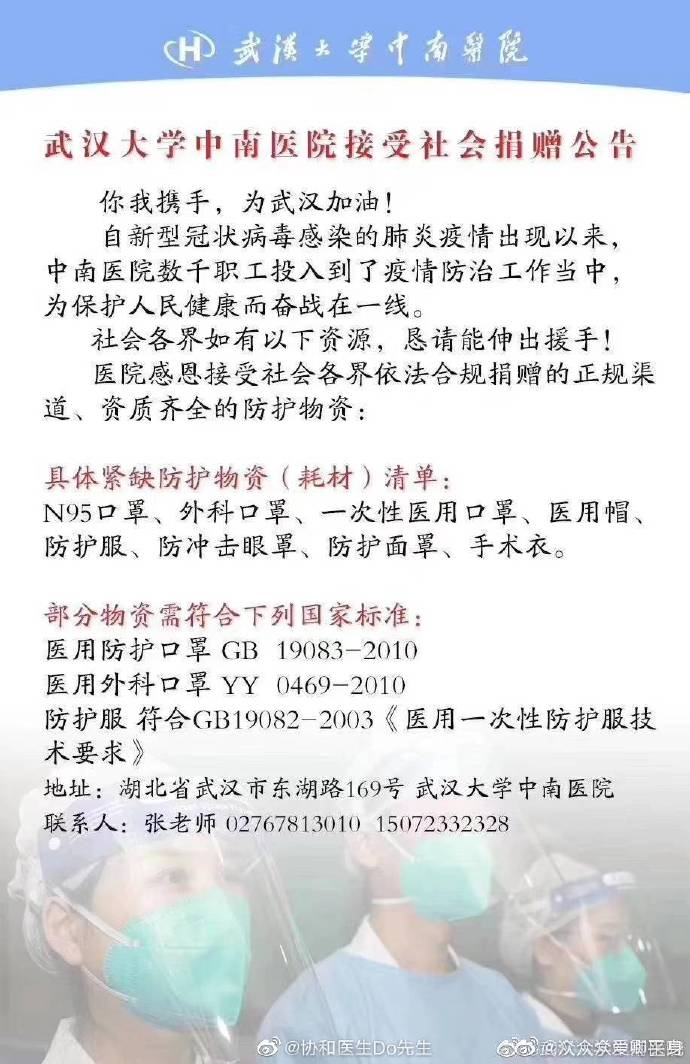 武漢大學中南醫院
武汉大学中南医院接受社会捐赠公告
你我携手，为武汉加油！
自新型冠状病毒感染的肺炎疫情出现以来，
中南医院数千职工投入到了疫情防治工作当中，
为保护人民健康而奋战在一线。
社会各界如有以下资源，恳请能伸出援手！
医院感恩接受社会各界依法合规捐赠的正规渠
道、资质齐全的防护物资：
具体紧缺防护物资（耗材）清单：
N95口罩、外科口罩、一次性医用口罩、医用帽、
防护服、防冲击眼罩、防护面罩、手术衣。
部分物资需符合下列国家标准：
医用防护口罩 GB 19083-2010
医用外科口罩 YY 0469-2010
防护服 符合GB19082-2003《医用一次性防护服技
术要求》
地址：湖北省武汉市东湖路169号 武汉大学中南医院
联系人：张老师 02767813010 15072332328
@协和医生Do先生